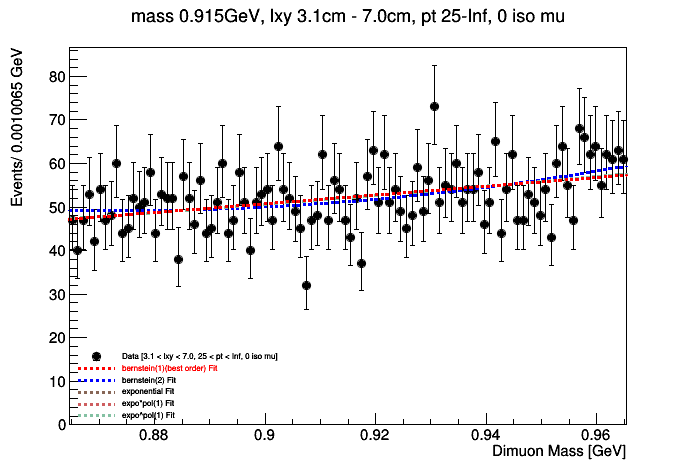 mass 0.915GeV, lxy 3.1cm - 7.0cm, pt 25-Inf, 0 iso mu
Events/ 0.0010065 GeV
80
70
60
50
40
30
20
10
0
Data [3.1 < lxy < 7.0, 25 < pt < Inf, 0 iso mu]
bernstein(1)(best order) Fit
bernstein(2) Fit
exponential Fit
expo*pol(1) Fit
expo^pol(1) Fit
0.88 0.9 0.92 0.94 0.96
Dimuon Mass [GeV]